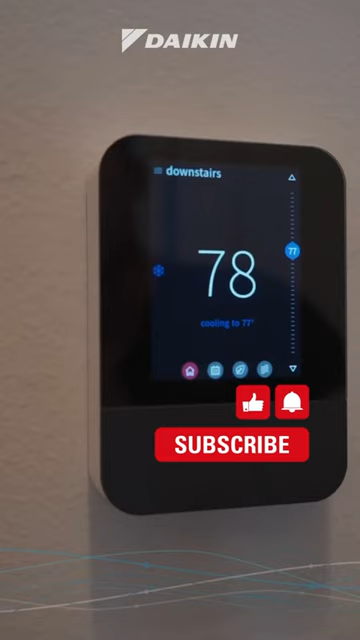 DAIKIN
downstairs
77
78
cooling to 77°
SUBSCRIBE